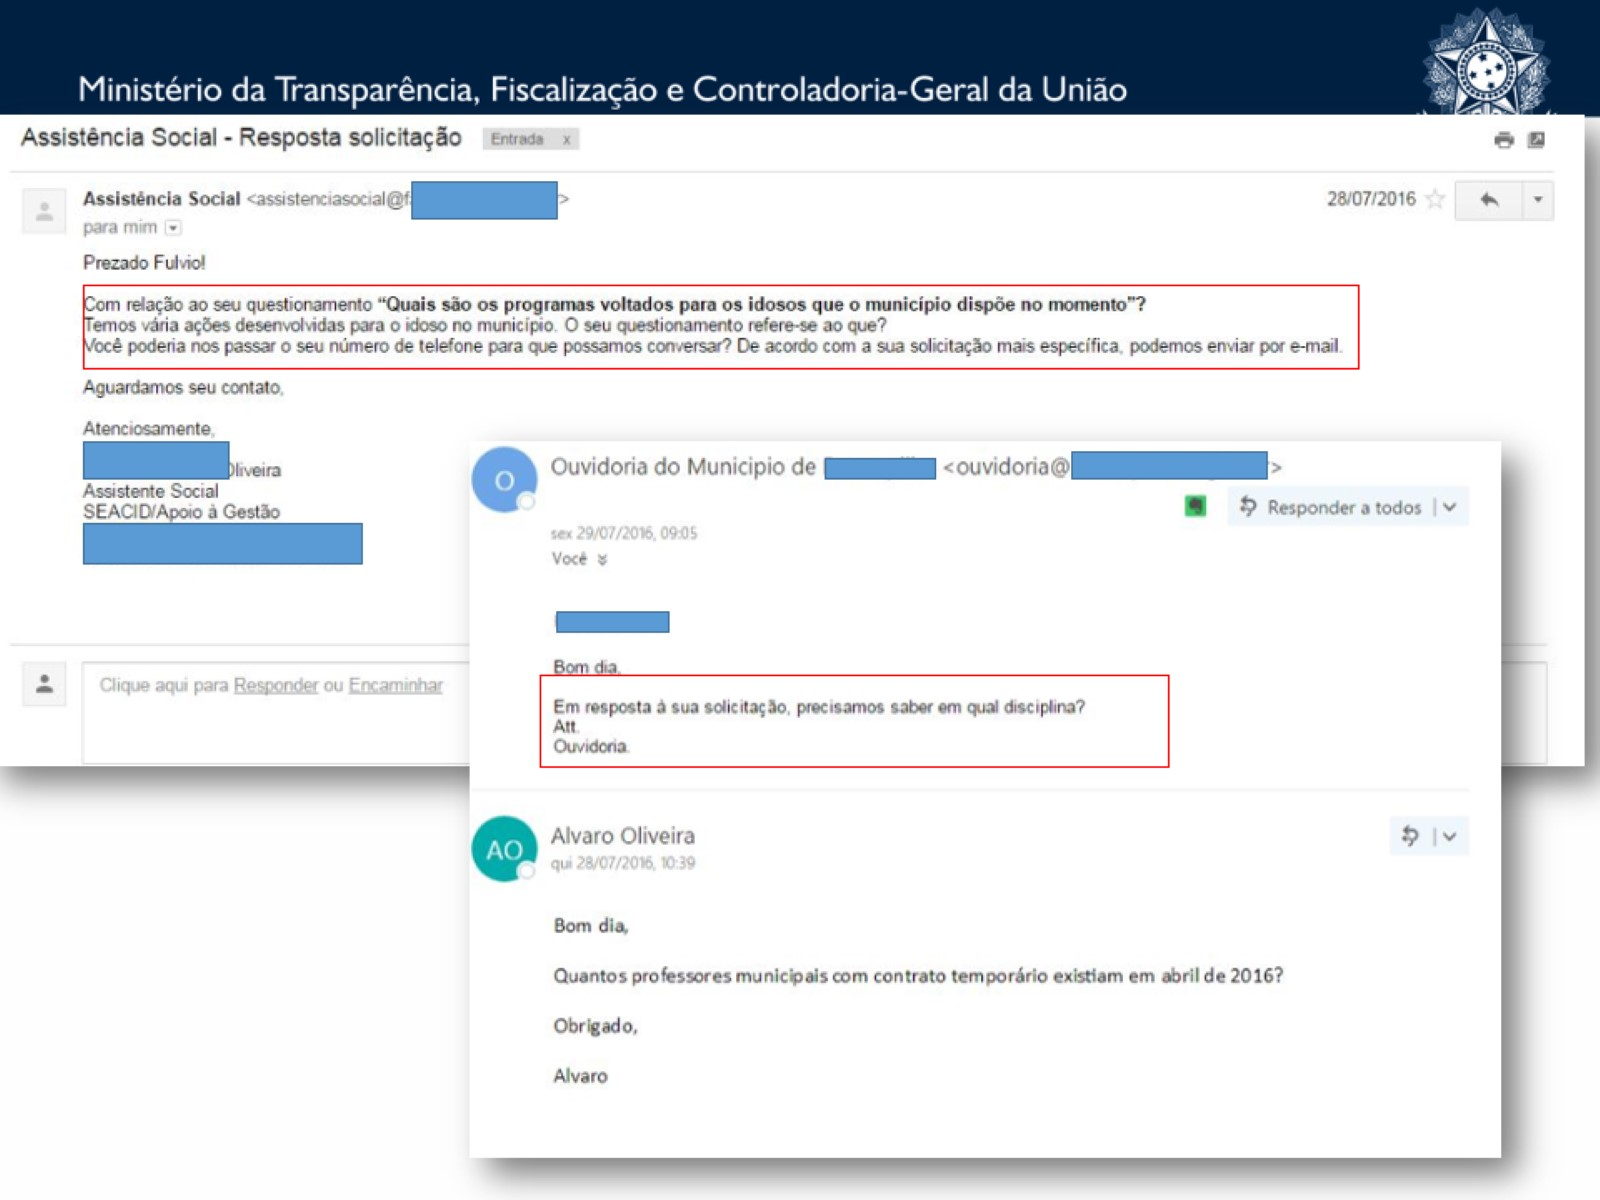 Ministério da Transparência, Fiscalização e Controladoria-Geral da União
Assistência Social - Resposta solicitação
Entrada x
Assistência Social <assistenciasocial@f >
28/07/2016
para mim
Prezado Fulvio!
Com relação ao seu questionamento “Quais são os programas voltados para os idosos que o município dispõe no momento”?
Temos vária ações desenvolvidas para o idoso no município. O seu questionamento refere-se ao que?
Você poderia nos passar o seu número de telefone para que possamos conversar? De acordo com a sua solicitação mais específica, podemos enviar por e-mail.
Aguardamos seu contato,
Atenciosamente,
Oliveira
Assistente Social
SEACID/Apoio à Gestão
Clique aqui para Responder ou Encaminhar
O
Ouvidoria do Municipio de <ouvidoria@ >
Responder a todos
sex 29/07/2016, 09:05
Você
Bom dia,
Em resposta à sua solicitação, precisamos saber em qual disciplina?
Att.
Ouvidoria.
AO
Alvaro Oliveira
qui 28/07/2016, 10:39
Bom dia,
Quantos professores municipais com contrato temporário existiam em abril de 2016?
Obrigado,
Alvaro